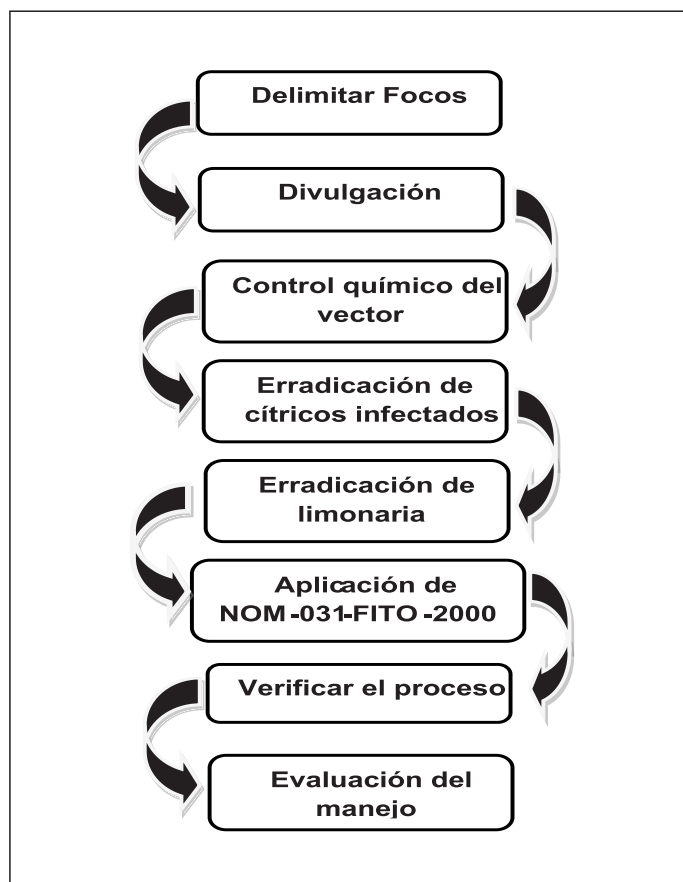 Delimitar Focos
Divulgación
Control químico del
vector
Erradicación de
cítricos infectados
Erradicación de
limonaria
Aplicación de
NOM-031-FITO-2000
Verificar el proceso
Evaluación del
manejo